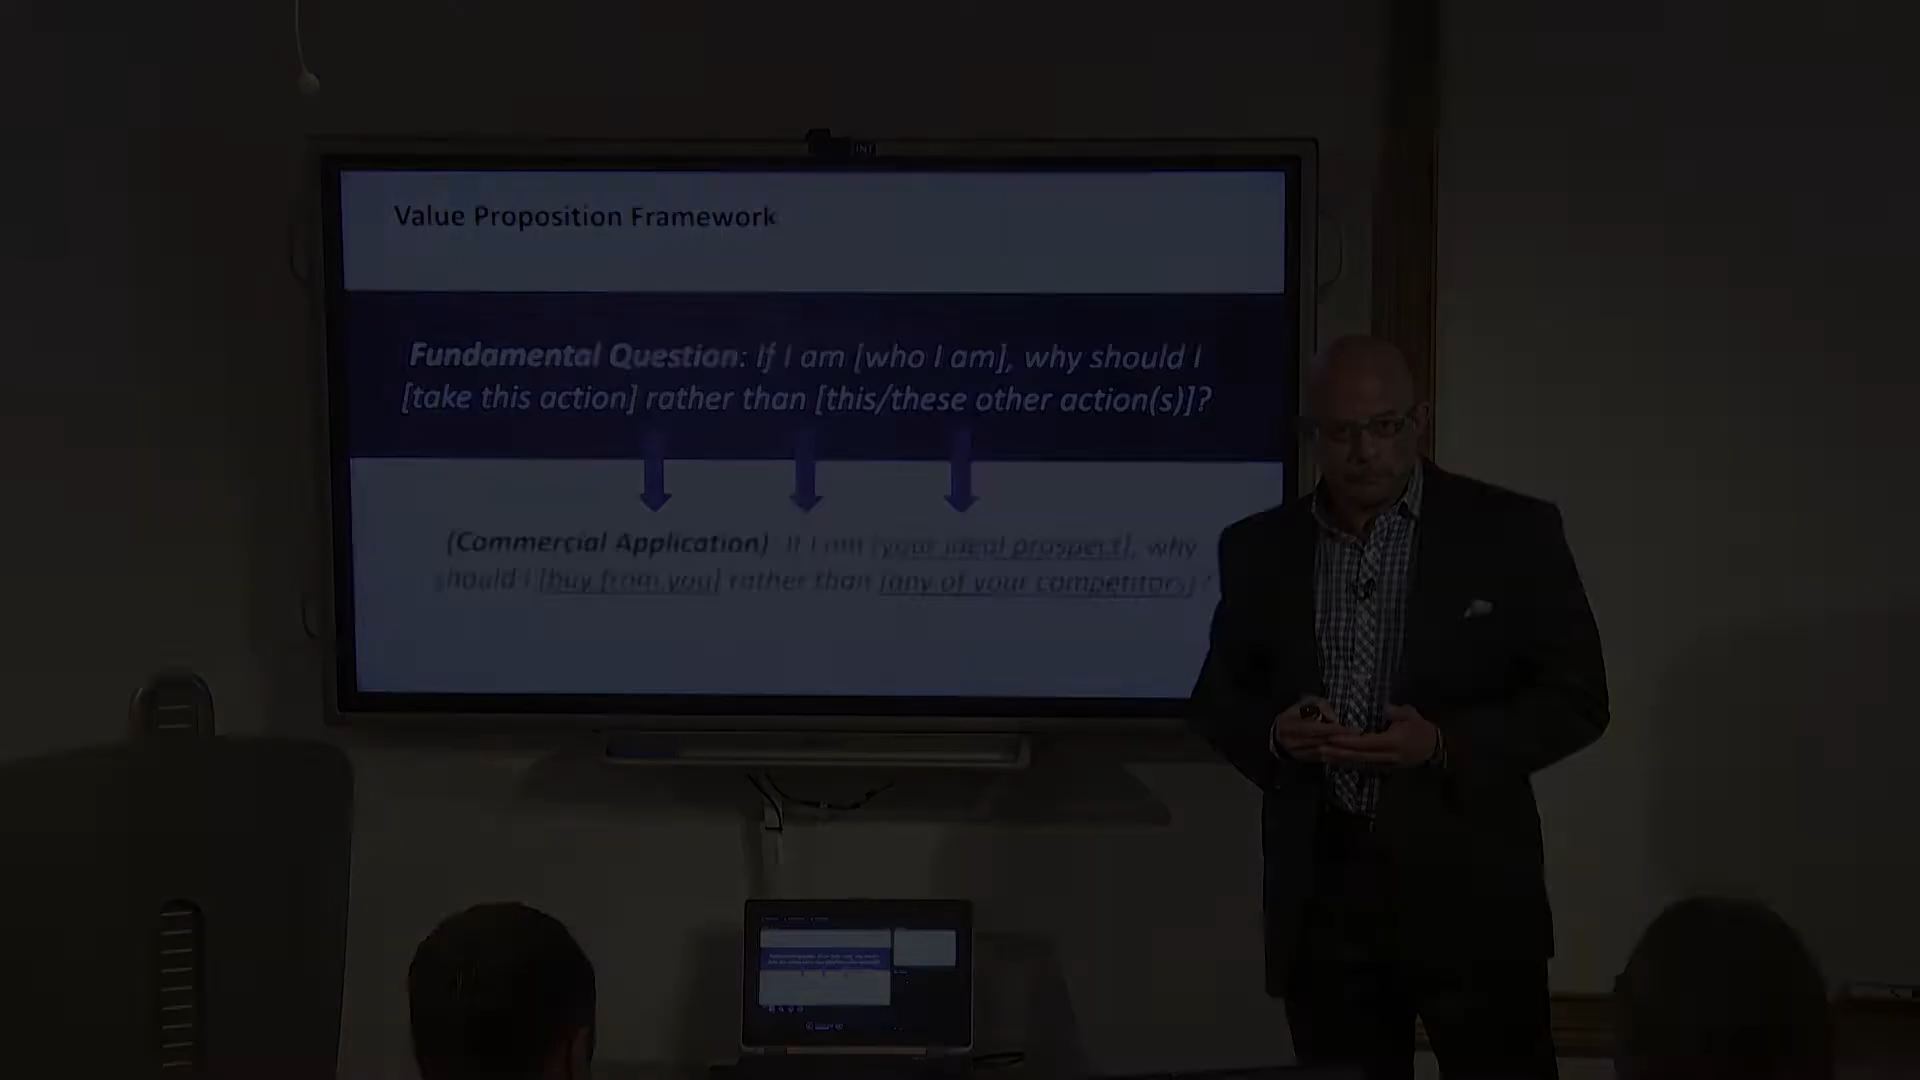 INT
Value Proposition Framework
Fundamental Question: If I am [who I am], why should I
[take this action] rather than [this/these other action(s)]?
(Commercial Application) If I am [your ideal prospect], why
should I [buy from you] rather than [any of your competitors]?